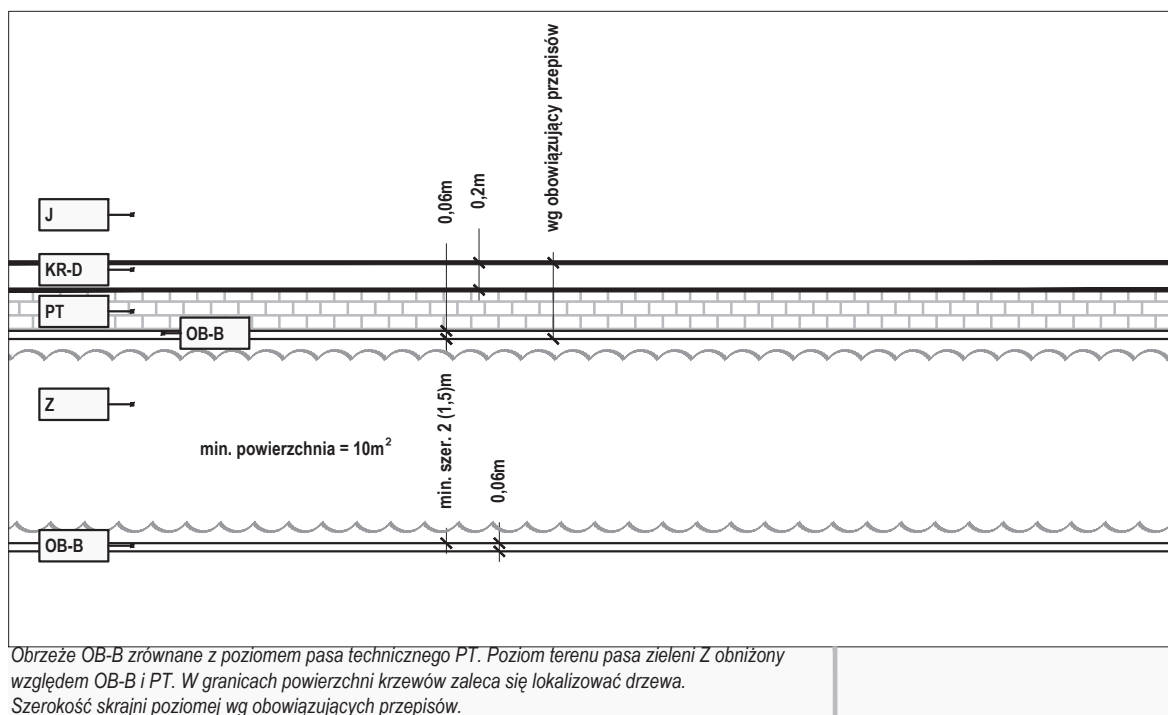 wg obowiązujący przepisów
0,06m
0,2m
J
KR-D
PT
OB-B
Z
min. powierzchnia = 10m²
min. szer. 2 (1,5)m
0,06m
OB-B
Obrzeże OB-B zrównane z poziomem pasa technicznego PT. Poziom terenu pasa zieleni Z obniżony
względem OB-B i PT. W granicach powierzchni krzewów zaleca się lokalizować drzewa.
Szerokość skrajni poziomej wg obowiązujących przepisów.